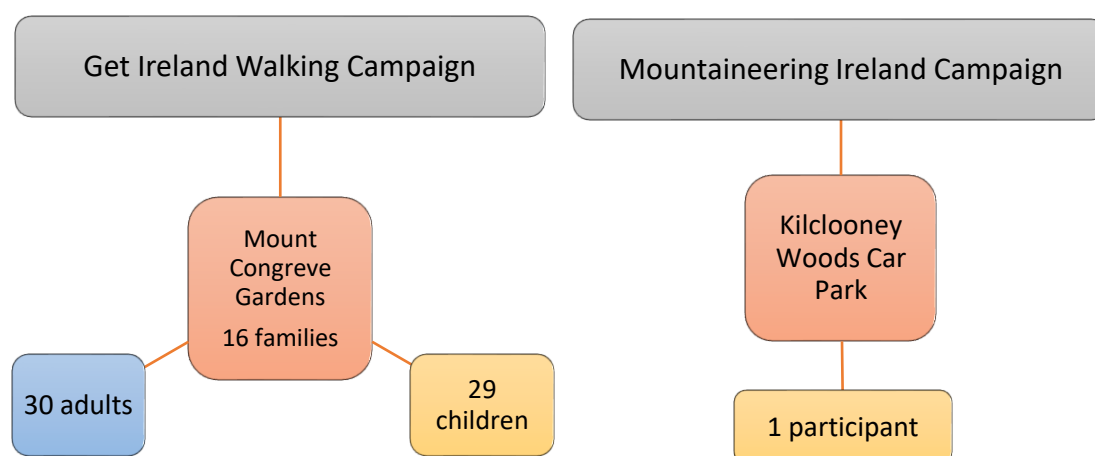 Get Ireland Walking Campaign
Mount
Congreve
Gardens
16 families
30 adults
29
children
Mountaineering Ireland Campaign
Kilclooney
Woods Car
Park
1 participant